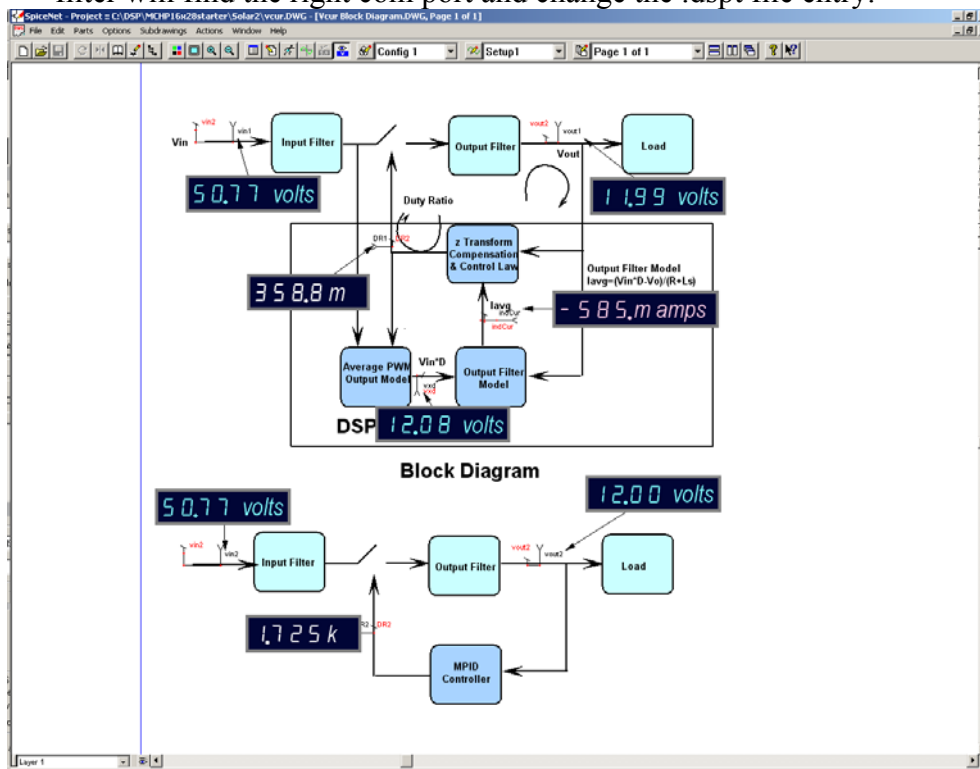 filter will find the right com port and change the .dspt file entry.
SpiceNet - Project = C:\DSP\MCHP16x28starter\Solar2\vcur.DWG - [Vcur Block Diagram.DWG, Page 1 of 1]
File Edit Parts Options Subdrawings Actions Window Help
Config 1 Setup1 Page 1 of 1
vin2 vin1 vout2 vout1
Vin Input Filter Output Filter Load
Vout
50.77 volts 11.99 volts
Duty Ratio
DR1 DR2 z Transform
Compensation
& Control Law
Output Filter Model
Iavg=(Vin*D-Vo)/(R+Ls)
358.8 m Iavg - 585.m amps
indCur
indCur
Average PWM
Output Model
Vin*D Output Filter
Model
vxd
vxd
DSP 12.08 volts
Block Diagram
50.77 volts 12.00 volts
vin2 vin2 vout2 vout2
Input Filter Output Filter Load
1.725 k R2 DR2
MPID
Controller
Layer 1